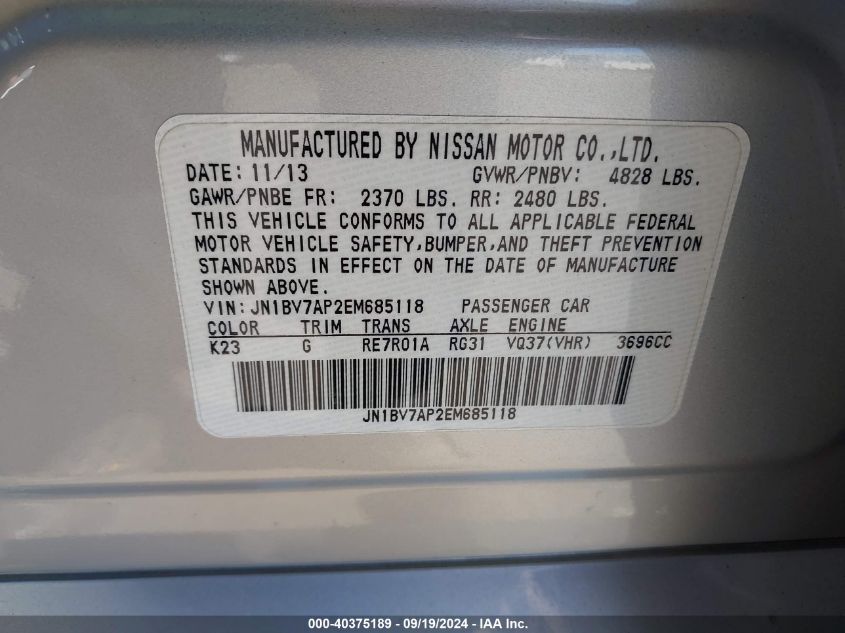 MANUFACTURED BY NISSAN MOTOR CO.,LTD.
DATE: 11/13 GVWR/PNBV: 4828 LBS.
GAWR/PNBE FR: 2370 LBS. RR: 2480 LBS.
THIS VEHICLE CONFORMS TO ALL APPLICABLE FEDERAL
MOTOR VEHICLE SAFETY,BUMPER,AND THEFT PREVENTION
STANDARDS IN EFFECT ON THE DATE OF MANUFACTURE
SHOWN ABOVE.
VIN:JN1BV7AP2EM685118 PASSENGER CAR
COLOR TRIM TRANS AXLE ENGINE
K23 G RE7R01A RG31 VQ37(VHR) 3696CC
JN1BV7AP2EM685118
000-40375189 - 09/19/2024 - IAA Inc.